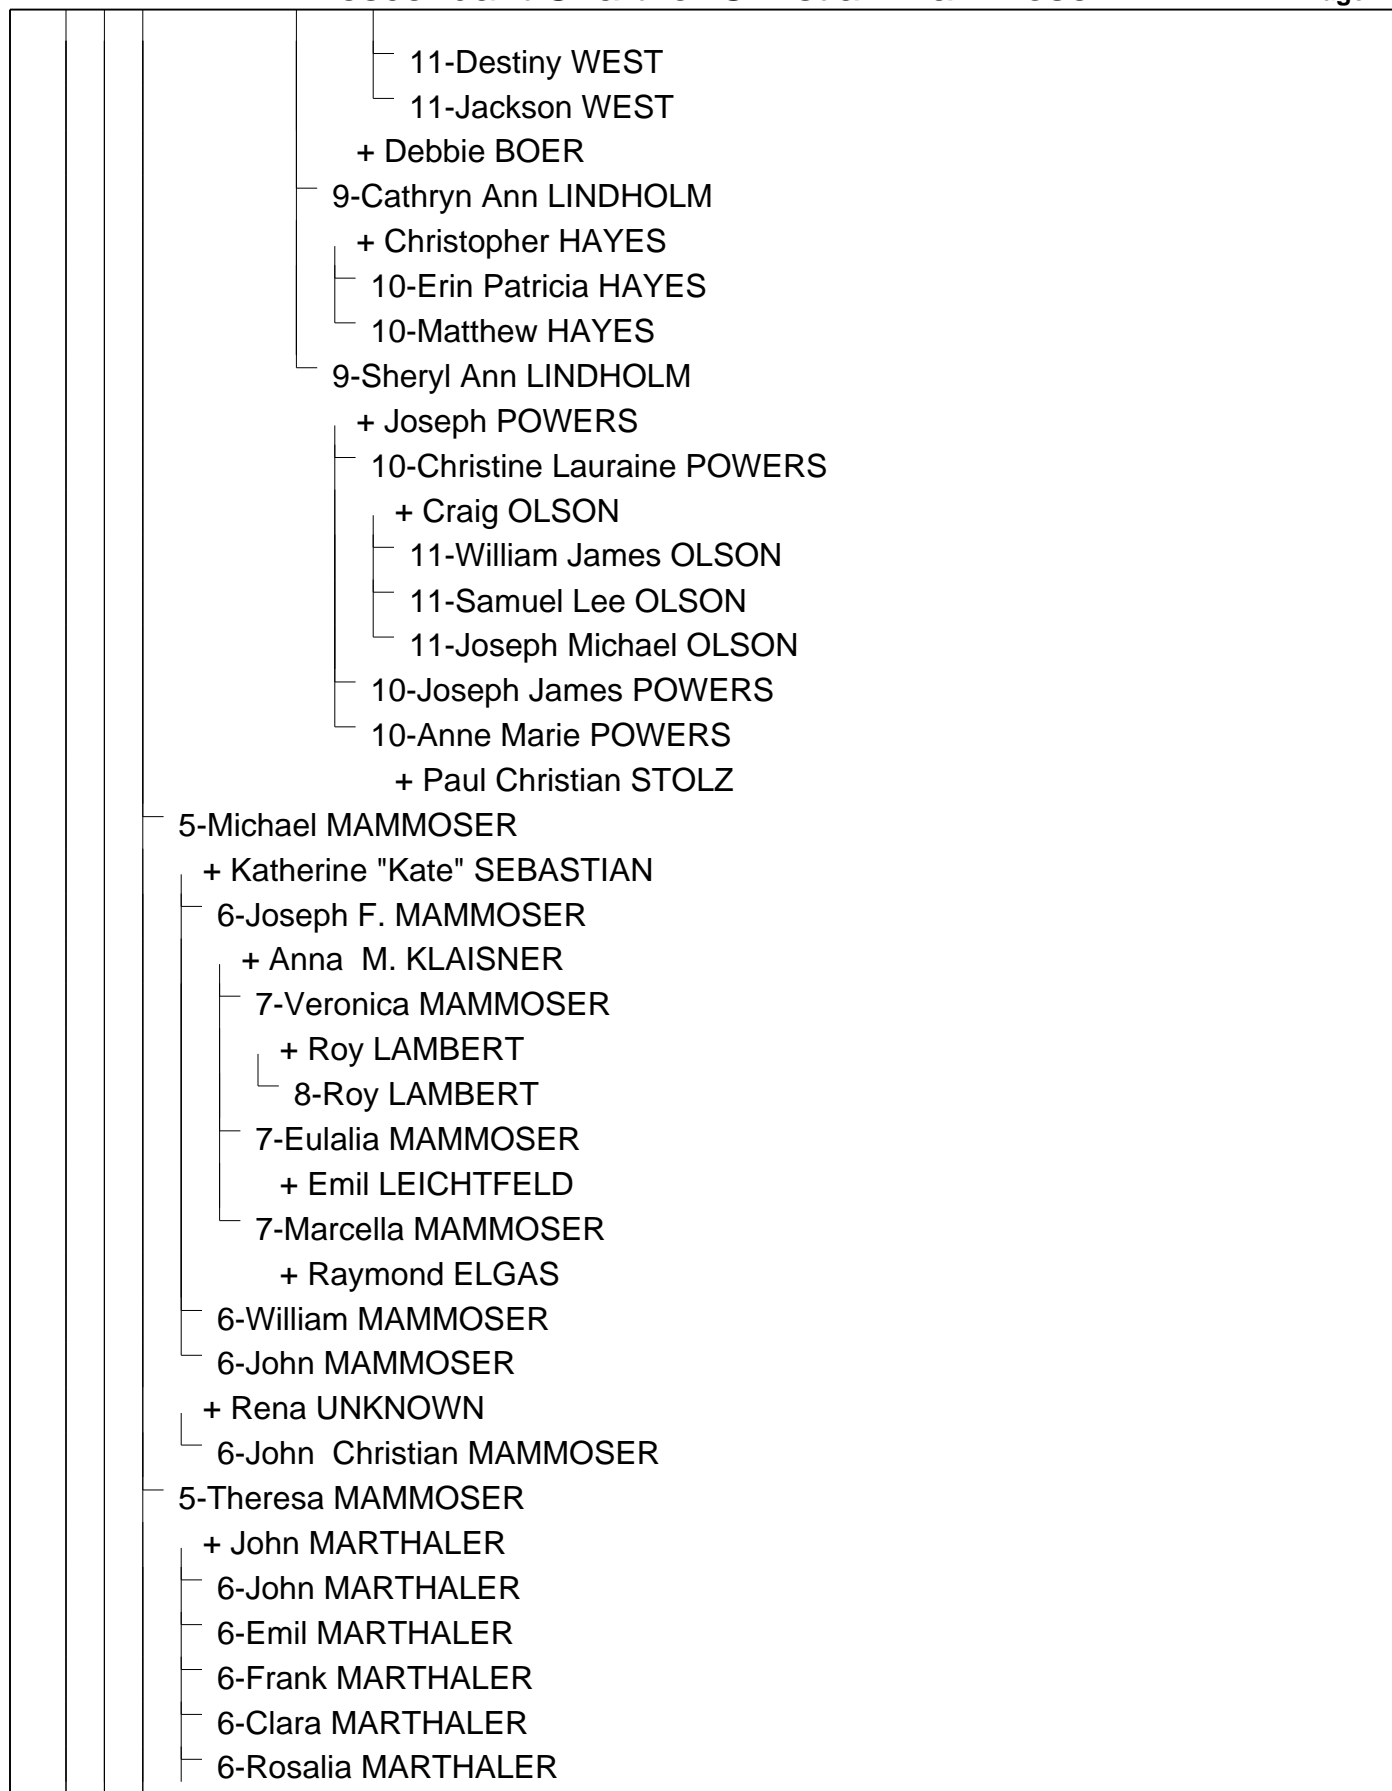 11-Destiny WEST
11-Jackson WEST
+ Debbie BOER
9-Cathryn Ann LINDHOLM
+ Christopher HAYES
10-Erin Patricia HAYES
10-Matthew HAYES
9-Sheryl Ann LINDHOLM
+ Joseph POWERS
10-Christine Lauraine POWERS
+ Craig OLSON
11-William James OLSON
11-Samuel Lee OLSON
11-Joseph Michael OLSON
10-Joseph James POWERS
10-Anne Marie POWERS
+ Paul Christian STOLZ
5-Michael MAMMOSER
+ Katherine "Kate" SEBASTIAN
6-Joseph F. MAMMOSER
+ Anna  M. KLAISNER
7-Veronica MAMMOSER
+ Roy LAMBERT
8-Roy LAMBERT
7-Eulalia MAMMOSER
+ Emil LEICHTFELD
7-Marcella MAMMOSER
+ Raymond ELGAS
6-William MAMMOSER
6-John MAMMOSER
+ Rena UNKNOWN
6-John  Christian MAMMOSER
5-Theresa MAMMOSER
+ John MARTHALER
6-John MARTHALER
6-Emil MARTHALER
6-Frank MARTHALER
6-Clara MARTHALER
6-Rosalia MARTHALER